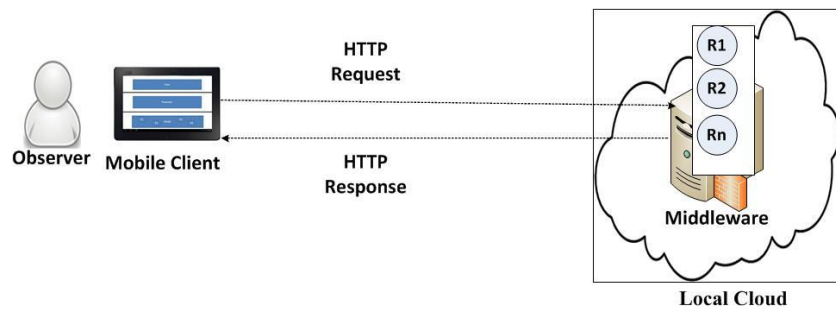 HTTP
Request
Observer
Mobile Client
HTTP
Response
R1
R2
Rn
Middleware
Local Cloud